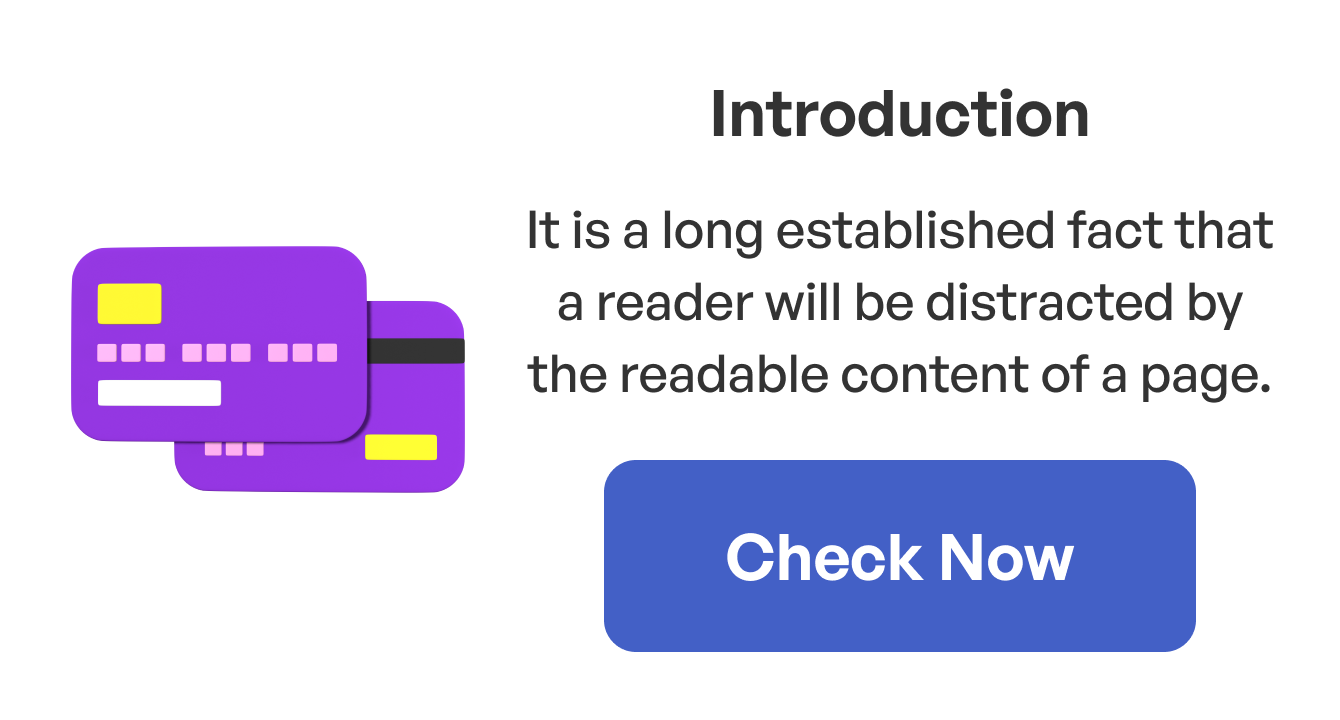 Introduction
It is a long established fact that
a reader will be distracted by
the readable content of a page.
Check Now